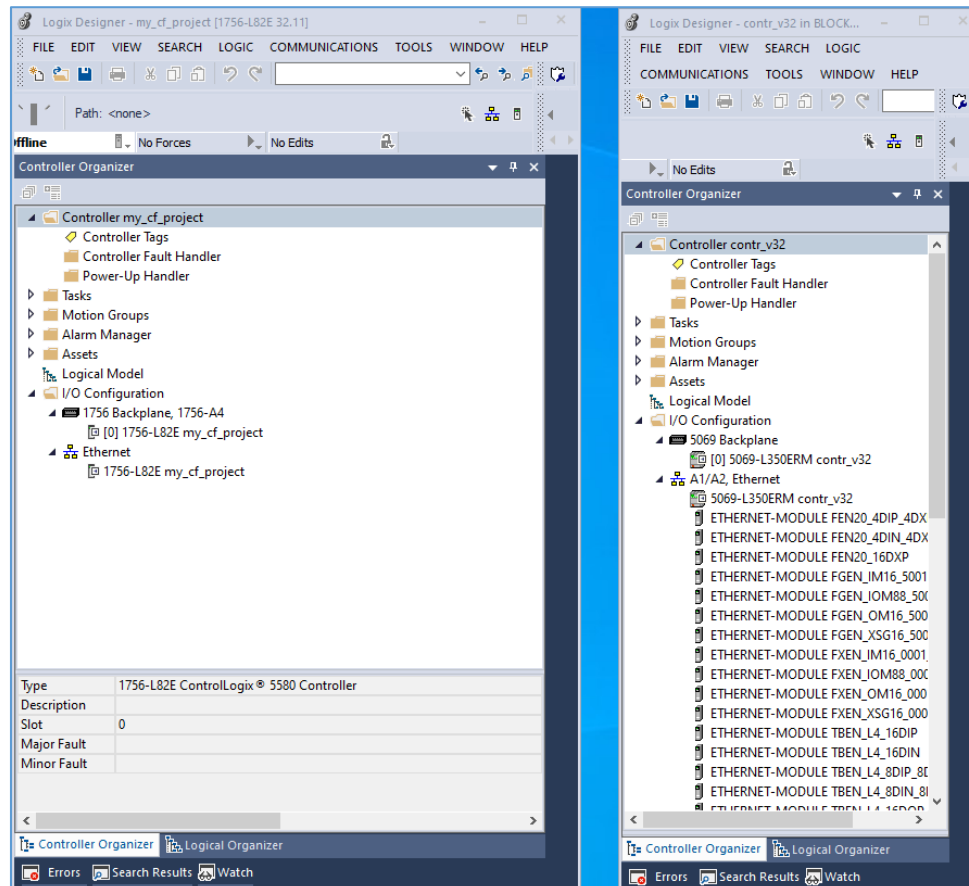 Logix Designer - my_cf_project [1756-L82E 32.11]
FILE EDIT VIEW SEARCH LOGIC COMMUNICATIONS TOOLS WINDOW HELP
Path: <none>
Offline No Forces No Edits
Controller Organizer
Controller my_cf_project
Controller Tags
Controller Fault Handler
Power-Up Handler
Tasks
Motion Groups
Alarm Manager
Assets
Logical Model
I/O Configuration
1756 Backplane, 1756-A4
[0] 1756-L82E my_cf_project
Ethernet
1756-L82E my_cf_project
Type 1756-L82E ControlLogix® 5580 Controller
Description
Slot 0
Major Fault
Minor Fault
Controller Organizer Logical Organizer
Errors Search Results Watch
Logix Designer - contr_v32 in BLOCK...
FILE EDIT VIEW SEARCH LOGIC
COMMUNICATIONS TOOLS WINDOW HELP
No Edits
Controller Organizer
Controller contr_v32
Controller Tags
Controller Fault Handler
Power-Up Handler
Tasks
Motion Groups
Alarm Manager
Assets
Logical Model
I/O Configuration
5069 Backplane
[0] 5069-L350ERM contr_v32
A1/A2, Ethernet
5069-L350ERM contr_v32
ETHERNET-MODULE FEN20_4DIP_4DX
ETHERNET-MODULE FEN20_4DIN_4DX
ETHERNET-MODULE FEN20_16DXP
ETHERNET-MODULE FGEN_IM16_5001
ETHERNET-MODULE FGEN_IOM88_500
ETHERNET-MODULE FGEN_OM16_500
ETHERNET-MODULE FGEN_XSG16_500
ETHERNET-MODULE FXEN_IM16_0001_
ETHERNET-MODULE FXEN_IOM88_000
ETHERNET-MODULE FXEN_OM16_000
ETHERNET-MODULE FXEN_XSG16_000
ETHERNET-MODULE TBEN_L4_16DIP
ETHERNET-MODULE TBEN_L4_16DIN
ETHERNET-MODULE TBEN_L4_8DIP_8D
ETHERNET-MODULE TBEN_L4_8DIN_8
ETHERNET-MODULE TBEN_L4_16DOP
Controller Organizer Logical Organizer
Errors Search Results Watch